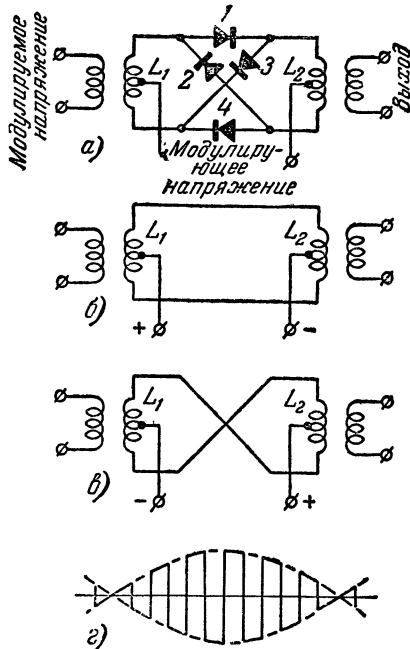 Модулируемое
напряжение
L₁
1
2
3
4
L₂
Выход
Модулирующее
напряжение
а)
L₁
L₂
+
-
б)
L₁
L₂
-
+
в)
г)